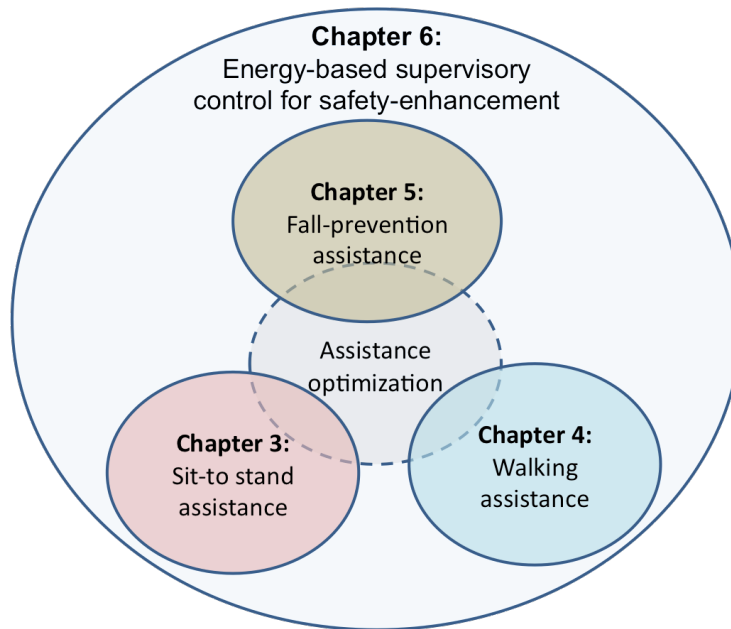 Chapter 6:
Energy-based supervisory
control for safety-enhancement
Chapter 5:
Fall-prevention
assistance
Assistance
optimization
Chapter 3:
Sit-to stand
assistance
Chapter 4:
Walking
assistance